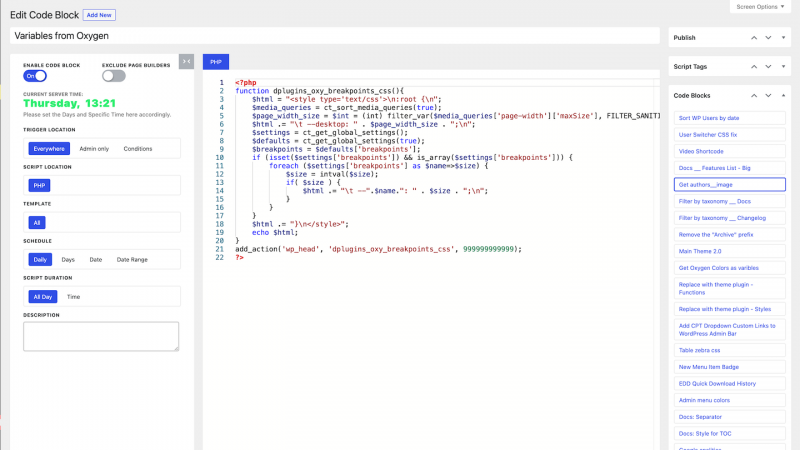 Screen Options
Edit Code Block
Add New
Variables from Oxygen
ENABLE CODE BLOCK
EXCLUDE PAGE BUILDERS
On
CURRENT SERVER TIME:
Thursday, 13:21
Please set the Days and Specific Time here accordingly.
TRIGGER LOCATION
Everywhere Admin only Conditions
SCRIPT LOCATION
PHP
TEMPLATE
All
SCHEDULE
Daily Days Date Date Range
SCRIPT DURATION
All Day Time
DESCRIPTION
PHP
1 <?php
2 function dplugins_oxy_breakpoints_css(){
3 $html = "<style type='text/css'>\n:root {\n";
4 $media_queries = ct_sort_media_queries(true);
5 $page_width_size = $int = (int) filter_var($media_queries['page-width']['maxSize'], FILTER_SANITI
6 $html .= "\t --desktop: " . $page_width_size . ";\n";
7 $settings = ct_get_global_settings();
8 $defaults = ct_get_global_settings(true);
9 $breakpoints = $defaults['breakpoints'];
10 if (isset($settings['breakpoints']) && is_array($settings['breakpoints'])) {
11 foreach ($settings['breakpoints'] as $name=>$size) {
12 $size = intval($size);
13 if( $size ) {
14 $html .= "\t --".$name.": " . $size . ";\n";
15 }
16 }
17 }
18 $html .= "}\n</style>";
19 echo $html;
20 }
21 add_action('wp_head', 'dplugins_oxy_breakpoints_css', 999999999999);
22 ?>
Publish
Script Tags
Code Blocks
Sort WP Users by date
User Switcher CSS fix
Video Shortcode
Docs __ Features List - Big
Get authors__image
Filter by taxonomy __ Docs
Filter by taxonomy __ Changelog
Remove the "Archive" prefix
Main Theme 2.0
Get Oxygen Colors as varibles
Replace with theme plugin -
Functions
Replace with theme plugin - Styles
Add CPT Dropdown Custom Links to
WordPress Admin Bar
Table zebra css
New Menu Item Badge
EDD Quick Download History
Admin menu colors
Docs: Separator
Docs: Style for TOC